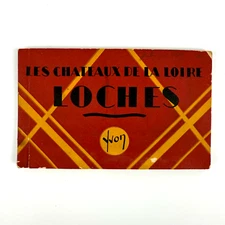 LES CHATEAUX DE LA LOIRE
LOCHES
yvon